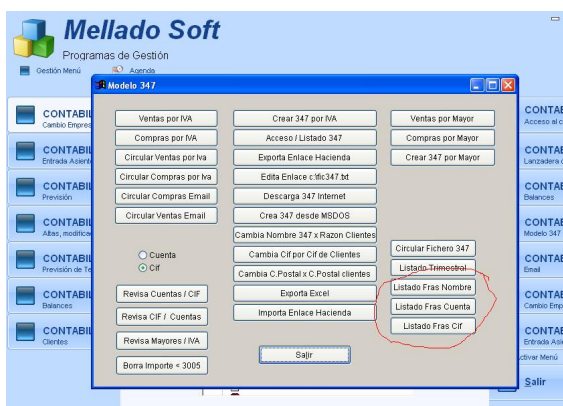 Mellado Soft
Programas de Gestión
Gestión Menú
Agenda
Modelo 347
CONTABIL
Cambio Empres
CONTABIL
Entrada Asient
CONTABIL
Previsión
CONTABIL
Altas, modifica
CONTABIL
Previsión de Te
CONTABIL
Balances
CONTABIL
Clientes
Ventas por IVA
Compras por IVA
Circular Ventas por Iva
Circular Compras por Iva
Circular Compras Email
Circular Ventas Email
Cuenta
Cif
Revisa Cuentas / CIF
Revisa CIF / Cuentas
Revisa Mayores / IVA
Borra Importe < 3005
Crear 347 por IVA
Acceso / Listado 347
Exporta Enlace Hacienda
Edita Enlace c:\fic347.txt
Descarga 347 Internet
Crea 347 desde MSDOS
Cambia Nombre 347 x Razon Clientes
Cambia Cif por Cif de Clientes
Cambia C.Postal x C.Postal clientes
Exporta Excel
Importa Enlace Hacienda
Salir
Ventas por Mayor
Compras por Mayor
Crear 347 por Mayor
Circular Fichero 347
Listado Trimestral
Listado Fras Nombre
Listado Fras Cuenta
Listado Fras Cif
CONTAB
Acceso al c
CONTAB
Lanzadera d
CONTAB
Balances
CONTAB
Modelo 347
CONTAB
Email
CONTAB
Cambio Emp
CONTAB
Entrada Asi
ctivar Menú
Salir